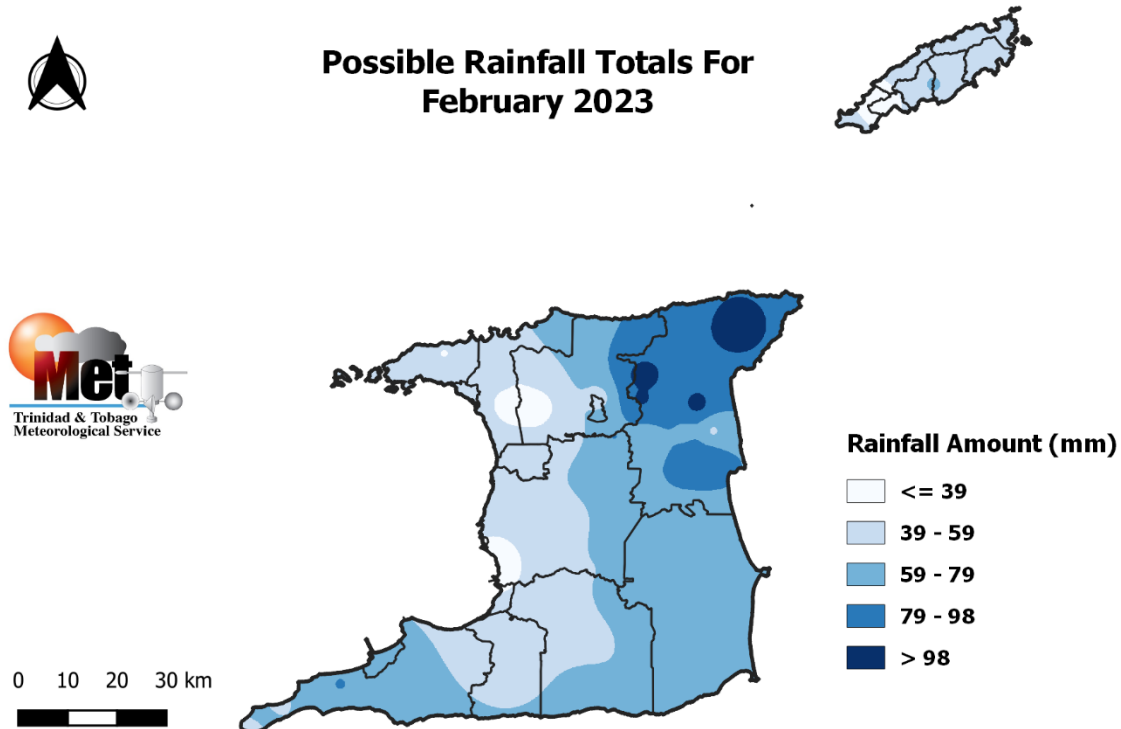 Possible Rainfall Totals For
February 2023
Met
Trinidad & Tobago
Meteorological Service
Rainfall Amount (mm)
<= 39
39 - 59
59 - 79
79 - 98
> 98
0 10 20 30 km